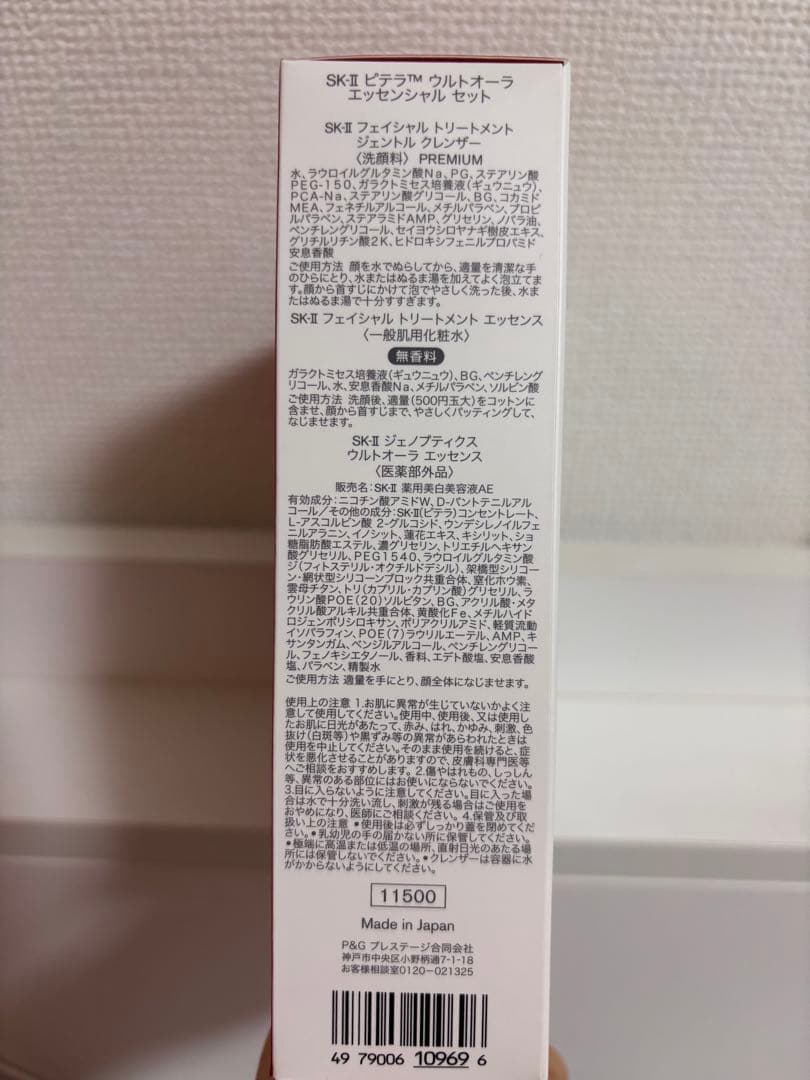 SK-II ピテラ™ ウルトオーラ
エッセンシャル セット
SK-II フェイシャル トリートメント
ジェントル クレンザー
〈洗顔料〉 PREMIUM
水、ラウロイルグルタミン酸Na、PG、ステアリン酸
PEG-150、ガラクトミセス培養液(ギュウニュウ)、
PCA-Na、ステアリン酸グリコール、BG、コカミド
MEA、フェネチルアルコール、メチルパラベン、プロピ
ルパラベン、ステアラミドAMP、グリセリン、ノバラ油、
ペンチレングリコール、セイヨウシロヤナギ樹皮エキス、
グリチルリチン酸2K、ヒドロキシフェニルプロパミド
安息香酸
ご使用方法 顔を水でぬらしてから、適量を清潔な手
のひらにとり、水またはぬるま湯を加えてよく泡立てま
す。顔から首すじにかけて泡でやさしく洗った後、水ま
たはぬるま湯で十分すすぎます。
SK-II フェイシャル トリートメント エッセンス
〈一般肌用化粧水〉
無香料
ガラクトミセス培養液(ギュウニュウ)、BG、ペンチレング
リコール、水、安息香酸Na、メチルパラベン、ソルビン酸
ご使用方法 洗顔後、適量(500円玉大)をコットンに
含ませ、顔から首すじまで、やさしくパッティングして、
なじませます。
SK-II ジェノプティクス
ウルトオーラ エッセンス
〈医薬部外品〉
販売名：SK-II 薬用美白美容液AE
有効成分：ニコチン酸アミドW、D-パントテニルアル
コール/その他の成分：SK-II(ピテラ)コンセントレート、
L-アスコルビン酸 2-グルコシド、ウンデシレノイルフェ
ニルアラニン、イノシット、蓮花エキス、キシリット、ショ
糖脂肪酸エステル、濃グリセリン、トリエチルヘキサン
酸グリセリル、PEG1540、ラウロイルグルタミン酸
ジ(フィトステリル・オクチルドデシル)、架橋型シリコー
ン・網状型シリコーンブロック共重合体、窒化ホウ素、
雲母チタン、トリ(カプリル・カプリン酸)グリセリル、ラ
ウリン酸POE(20)ソルビタン、BG、アクリル酸・メタ
クリル酸アルキル共重合体、黄酸化Fe、メチルハイド
ロジェンポリシロキサン、ポリアクリルアミド、軽質流動
イソパラフィン、POE(7)ラウリルエーテル、AMP、キ
サンタンガム、ベンジルアルコール、ペンチレングリコー
ル、フェノキシエタノール、香料、エデト酸塩、安息香酸
塩、パラベン、精製水
ご使用方法 適量を手にとり、顔全体になじませます。
使用上の注意 1.お肌に異常が生じていないかよく注
意して使用してください。使用中、使用後、又は使用し
たお肌に日光があたって、赤み、はれ、かゆみ、刺激、色
抜け(白斑等)や黒ずみ等の異常があらわれたときは
使用を中止してください。そのまま使用を続けると、症
状を悪化させることがありますので、皮膚科専門医等
へご相談をおすすめします。 2.傷やはれもの、しっしん
等、異常のある部位にはお使いにならないでください。
3.目に入らないように注意してください。目に入った場
合は水で十分洗い流し、刺激が残る場合はご使用を
おやめになり、医師にご相談ください。 4.保管及び取
扱い上の注意 ●使用後は必ずしっかり蓋を閉めてくだ
さい。●乳幼児の手の届かない所に保管してください。
●極端に高温または低温の場所、直射日光のあたる場
所には保管しないでください。●クレンザーは容器に水
がかからないようにしてください。
11500
Made in Japan
P&G プレステージ合同会社
神戸市中央区小野柄通7-1-18
お客様相談室0120-021325
4 979006 109696